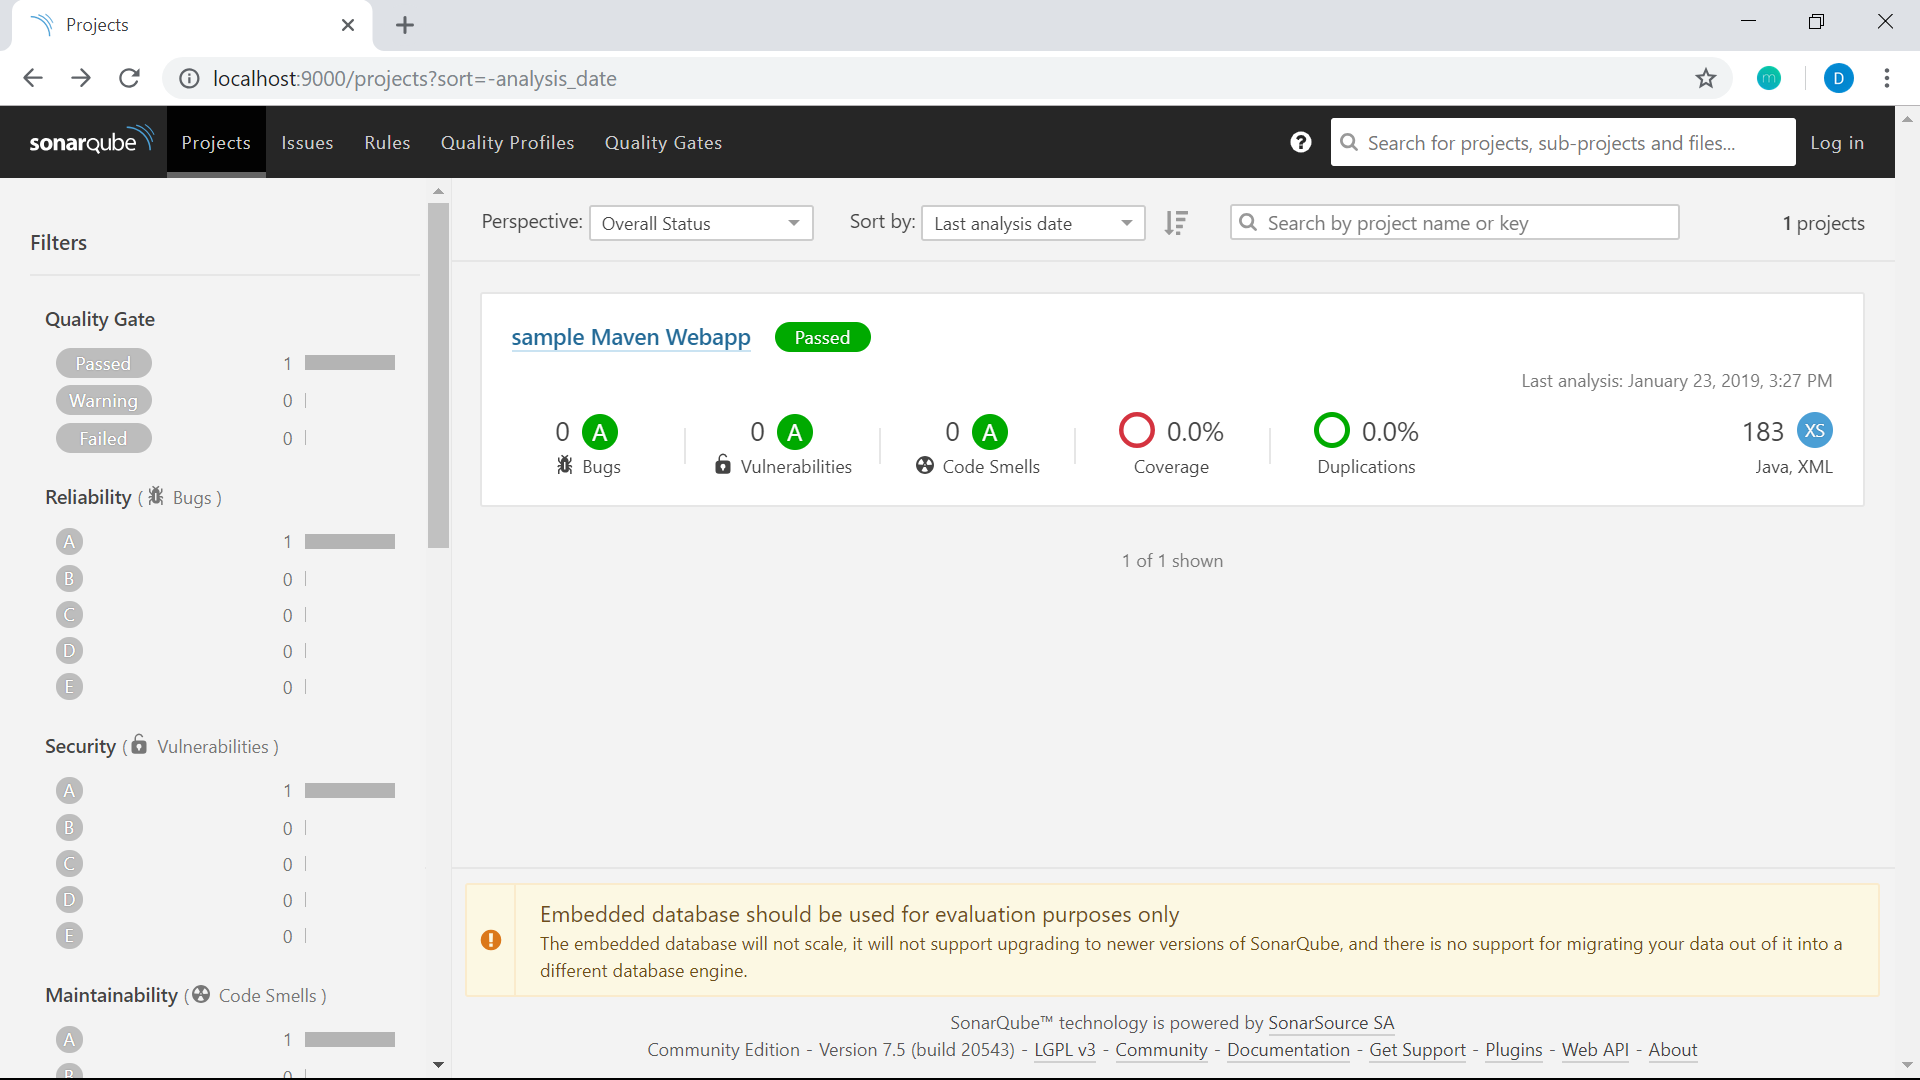 Projects
localhost:9000/projects?sort=-analysis_date
m
D
sonarqube Projects Issues Rules Quality Profiles Quality Gates ? Search for projects, sub-projects and files... Log in
Perspective: Overall Status Sort by: Last analysis date Search by project name or key 1 projects
Filters
Quality Gate
Passed 1
Warning 0
Failed 0
Reliability ( Bugs )
A 1
B 0
C 0
D 0
E 0
Security ( Vulnerabilities )
A 1
B 0
C 0
D 0
E 0
Maintainability ( Code Smells )
A 1
B 0
sample Maven Webapp Passed
Last analysis: January 23, 2019, 3:27 PM
0 A 0 A 0 A 0.0% 0.0% 183 XS
Bugs Vulnerabilities Code Smells Coverage Duplications Java, XML
1 of 1 shown
Embedded database should be used for evaluation purposes only
The embedded database will not scale, it will not support upgrading to newer versions of SonarQube, and there is no support for migrating your data out of it into a
different database engine.
SonarQube™ technology is powered by SonarSource SA
Community Edition - Version 7.5 (build 20543) - LGPL v3 - Community - Documentation - Get Support - Plugins - Web API - About